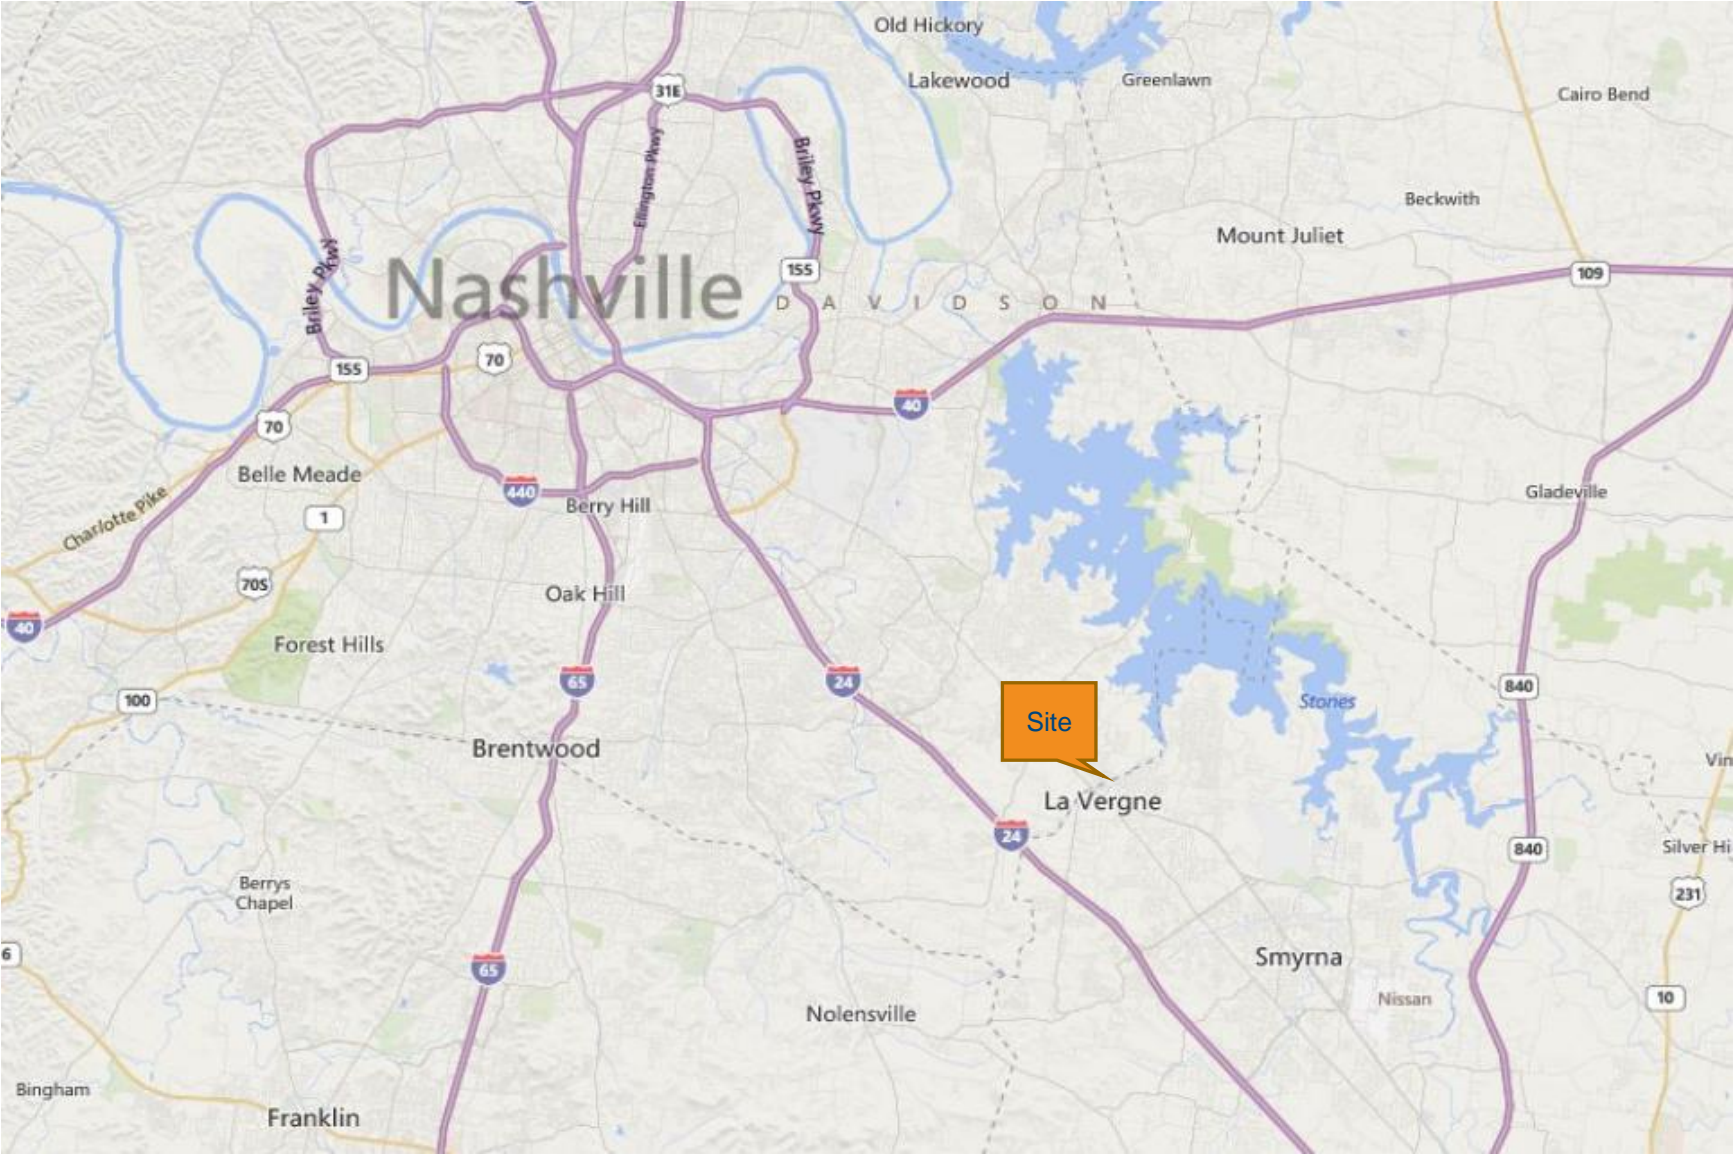 Old Hickory
Lakewood
Greenlawn
31E
Cairo Bend
Ellington Pkwy
Briley Pkwy
Beckwith
Mount Juliet
Briley Pkwy
Nashville
155
109
DAVIDSON
155
70
40
70
Belle Meade
440
Berry Hill
Gladeville
Charlotte Pike
1
70S
Oak Hill
40
Forest Hills
65
24
840
100
Stones
Site
Brentwood
Vin
La Vergne
24
840
Silver Hi
Berrys
Chapel
231
6
65
Smyrna
Nissan
10
Nolensville
Bingham
Franklin